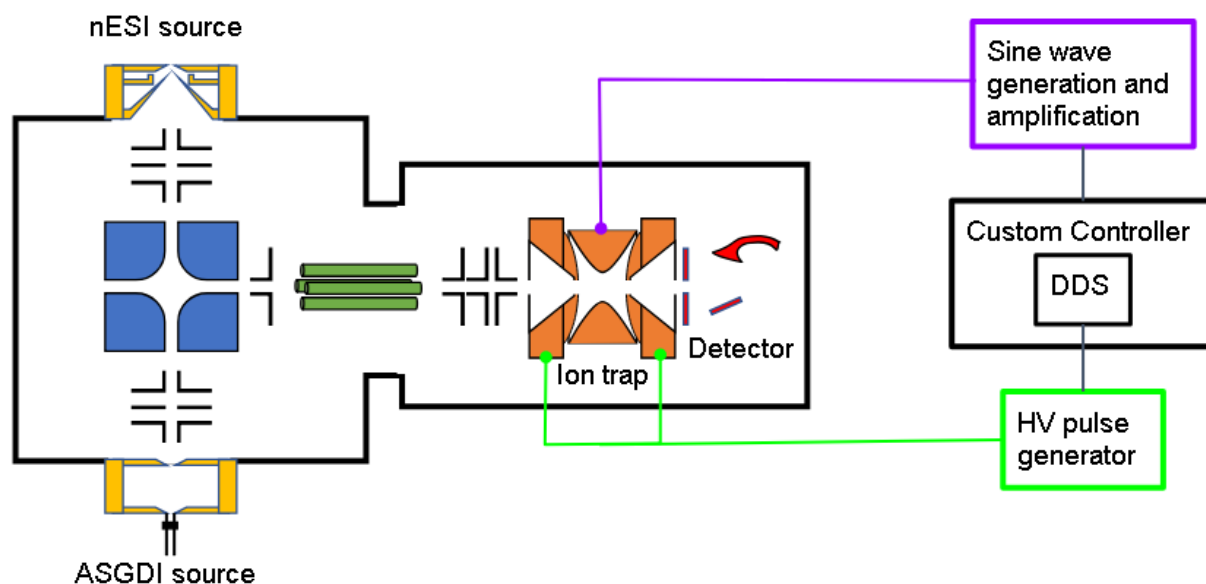 nESI source
Sine wave
generation and
amplification
Custom Controller
DDS
Detector
Ion trap
HV pulse
generator
ASGDI source